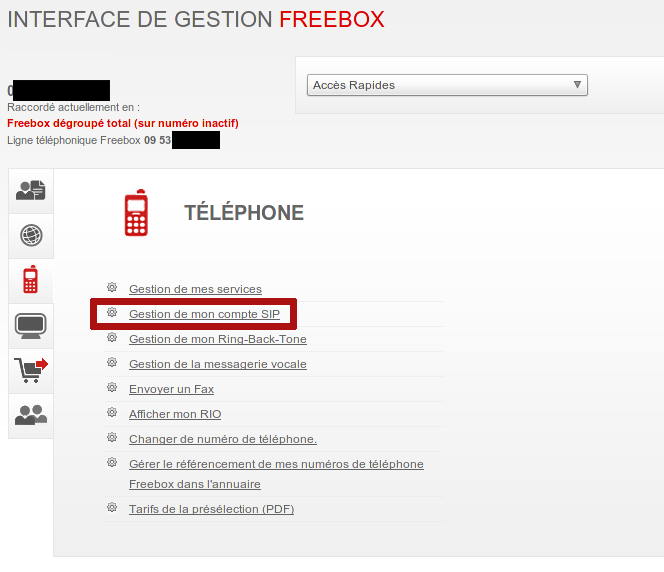 INTERFACE DE GESTION FREEBOX
0
Accès Rapides
Raccordé actuellement en :
Freebox dégroupé total (sur numéro inactif)
Ligne téléphonique Freebox 09 53
TÉLÉPHONE
Gestion de mes services
Gestion de mon compte SIP
Gestion de mon Ring-Back-Tone
Gestion de la messagerie vocale
Envoyer un Fax
Afficher mon RIO
Changer de numéro de téléphone.
Gérer le référencement de mes numéros de téléphone
Freebox dans l'annuaire
Tarifs de la présélection (PDF)